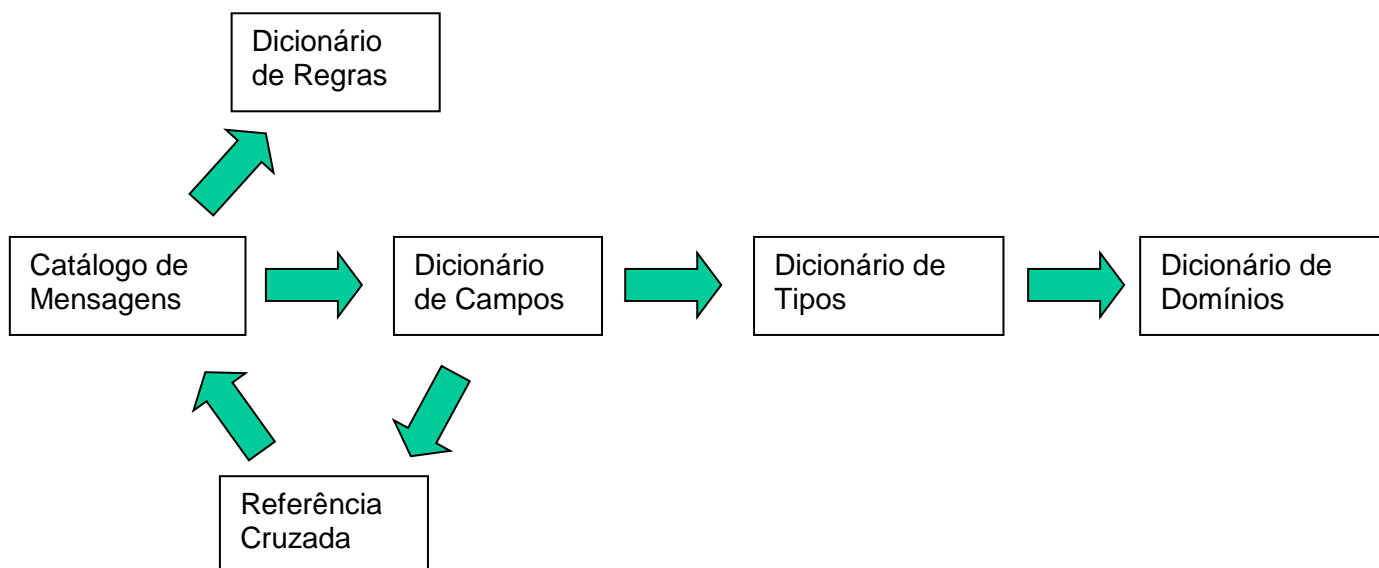 Dicionário
de Regras
Catálogo de
Mensagens
Dicionário
de Campos
Dicionário de
Tipos
Dicionário de
Domínios
Referência
Cruzada